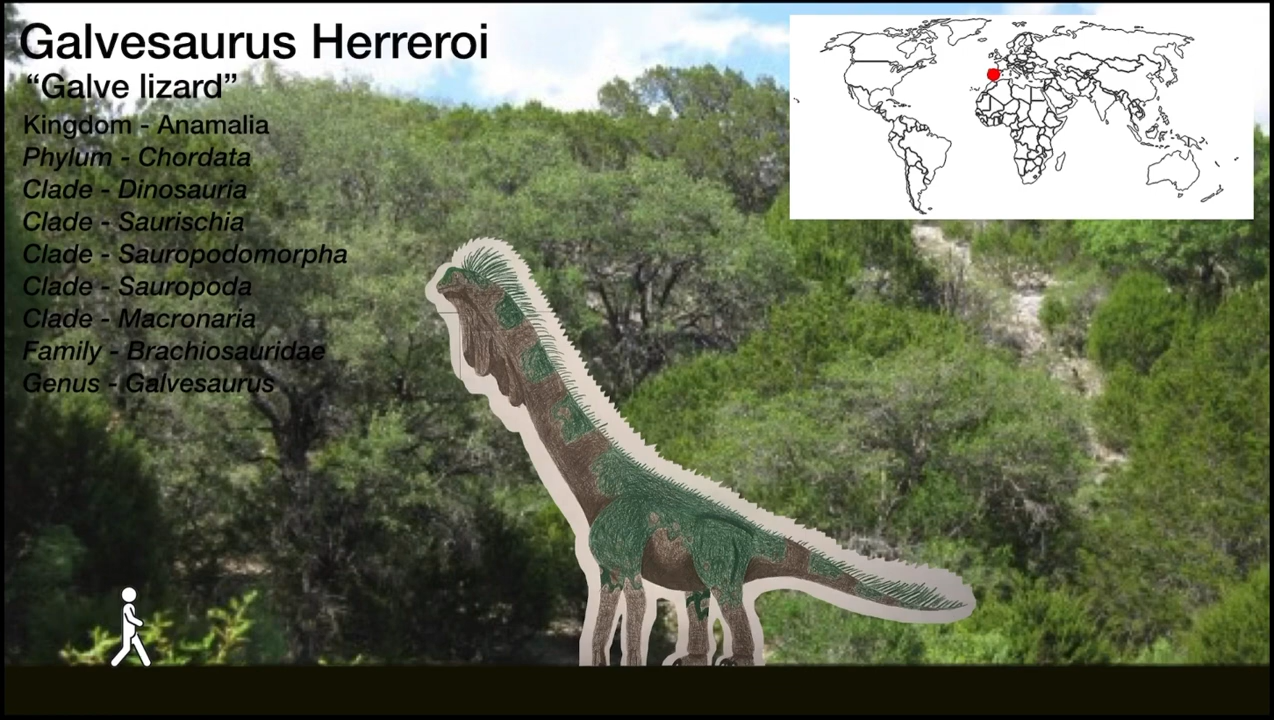 Galvesaurus Herreroi
“Galve lizard”
Kingdom - Anamalia
Phylum - Chordata
Clade - Dinosauria
Clade - Saurischia
Clade - Sauropodomorpha
Clade - Sauropoda
Clade - Macronaria
Family - Brachiosauridae
Genus - Galvesaurus